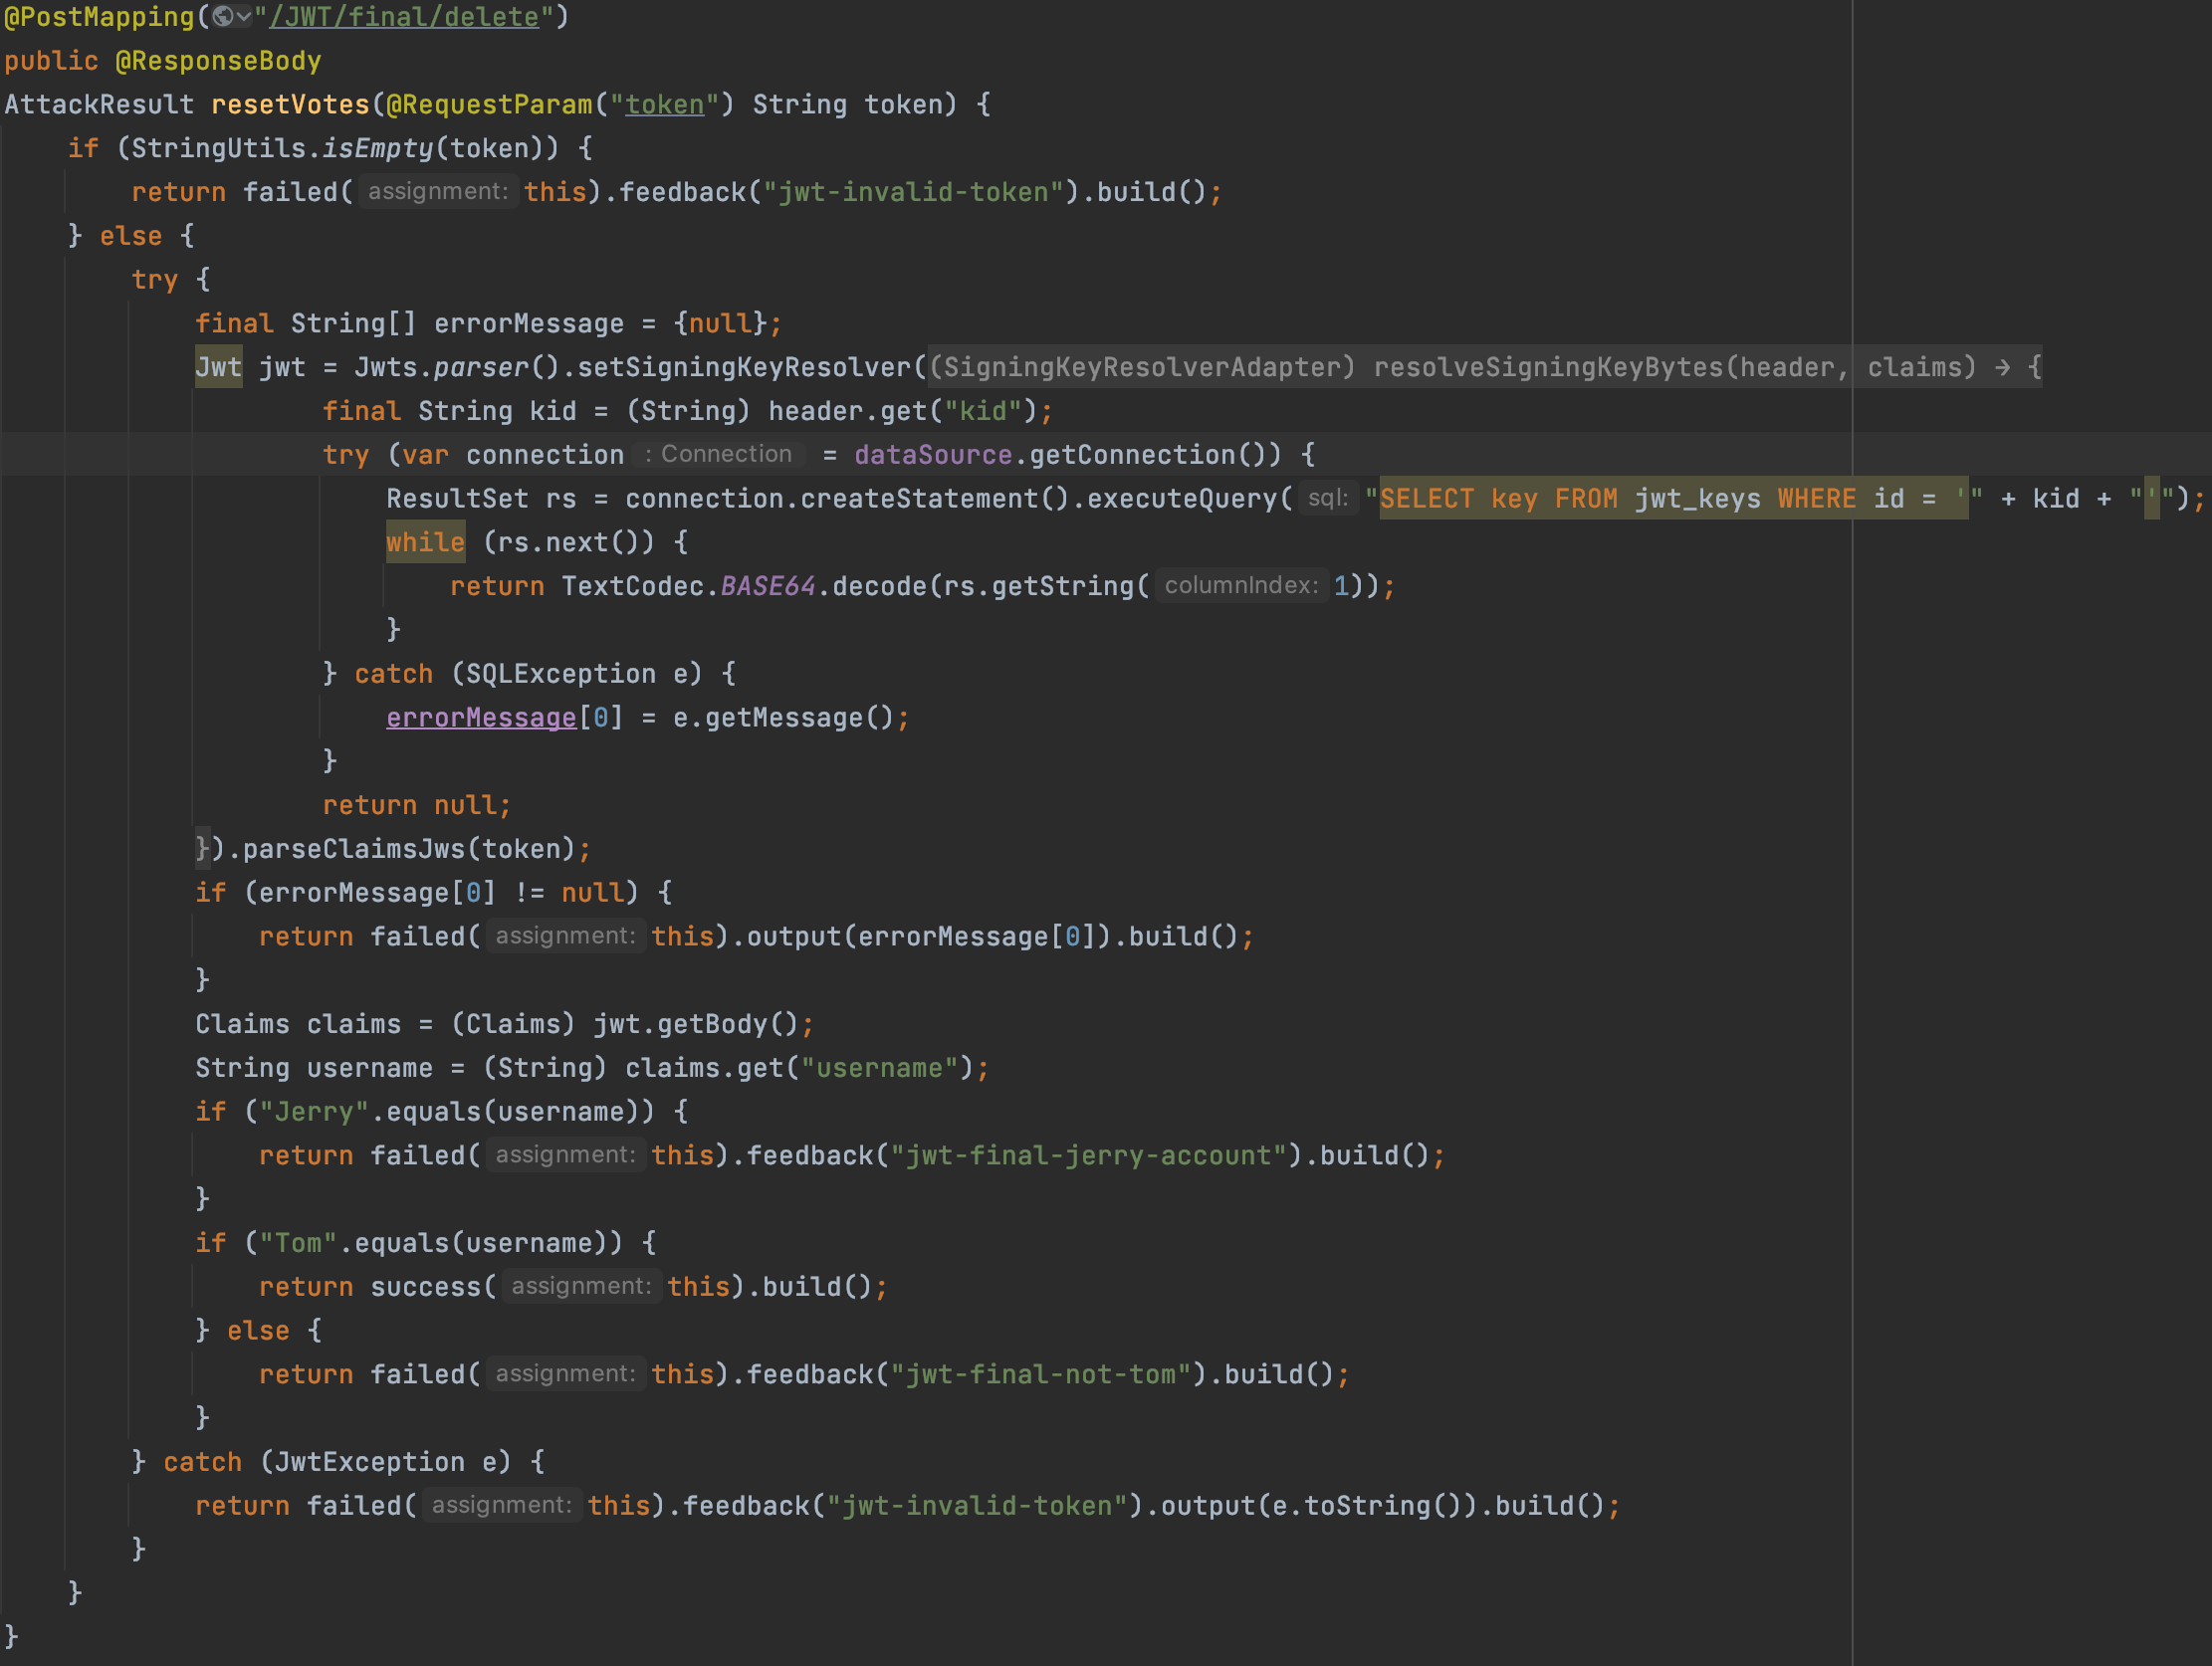 @PostMapping("/JWT/final/delete")
public @ResponseBody
AttackResult resetVotes(@RequestParam("token") String token) {
    if (StringUtils.isEmpty(token)) {
        return failed( assignment: this).feedback("jwt-invalid-token").build();
    } else {
        try {
            final String[] errorMessage = {null};
            Jwt jwt = Jwts.parser().setSigningKeyResolver((SigningKeyResolverAdapter) resolveSigningKeyBytes(header, claims) → {
                    final String kid = (String) header.get("kid");
                    try (var connection : Connection = dataSource.getConnection()) {
                        ResultSet rs = connection.createStatement().executeQuery( sql: "SELECT key FROM jwt_keys WHERE id = '" + kid + "'");
                        while (rs.next()) {
                            return TextCodec.BASE64.decode(rs.getString( columnIndex: 1));
                        }
                    } catch (SQLException e) {
                        errorMessage[0] = e.getMessage();
                    }
                    return null;
            }).parseClaimsJws(token);
            if (errorMessage[0] != null) {
                return failed( assignment: this).output(errorMessage[0]).build();
            }
            Claims claims = (Claims) jwt.getBody();
            String username = (String) claims.get("username");
            if ("Jerry".equals(username)) {
                return failed( assignment: this).feedback("jwt-final-jerry-account").build();
            }
            if ("Tom".equals(username)) {
                return success( assignment: this).build();
            } else {
                return failed( assignment: this).feedback("jwt-final-not-tom").build();
            }
        } catch (JwtException e) {
            return failed( assignment: this).feedback("jwt-invalid-token").output(e.toString()).build();
        }
    }
}